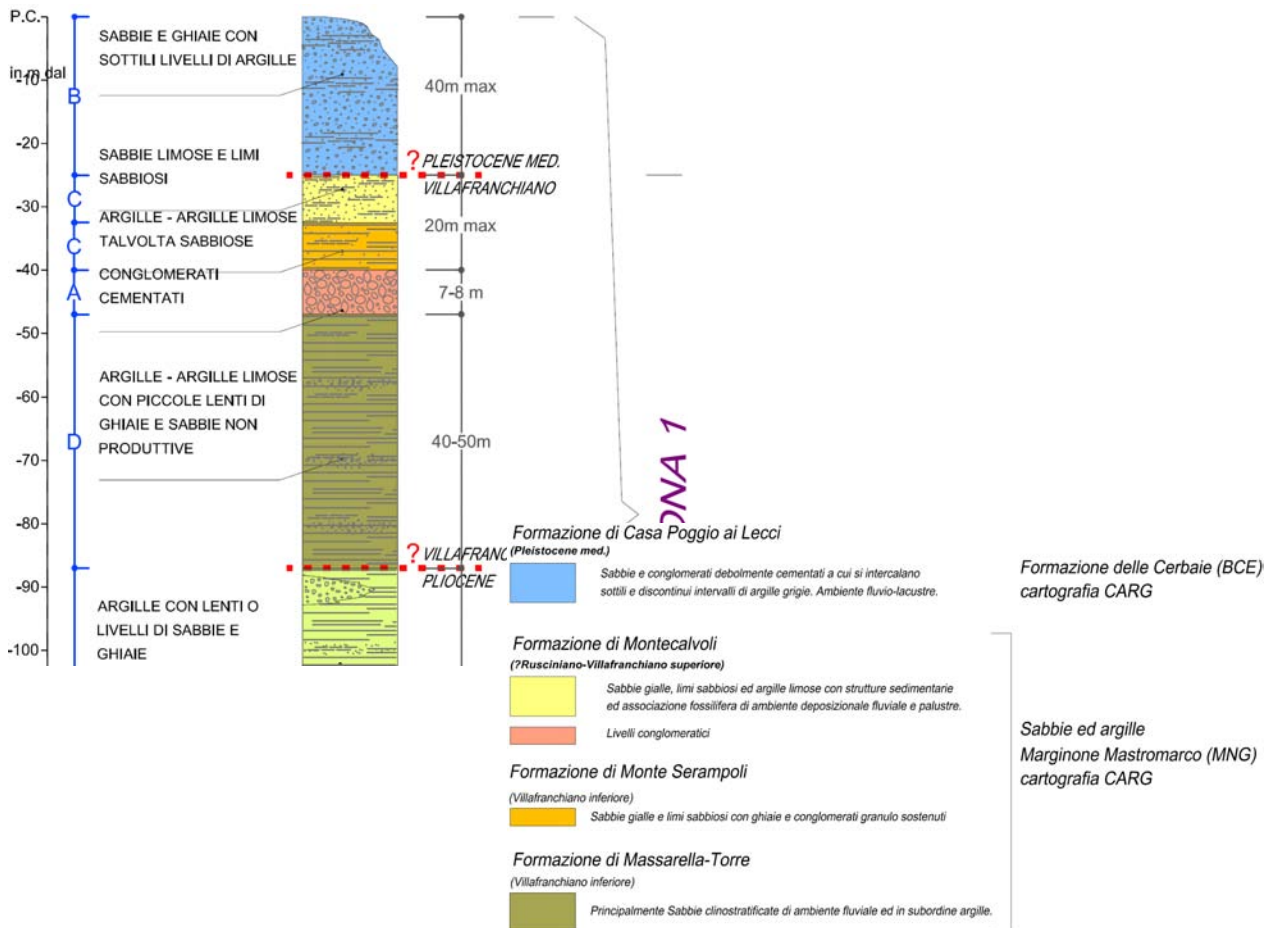 P.C.
in m dal
-10
-20
-30
-40
-50
-60
-70
-80
-90
-100
B
C
C
A
D
SABBIE E GHIAIE CON
SOTTILI LIVELLI DI ARGILLE
SABBIE LIMOSE E LIMI
SABBIOSI
ARGILLE - ARGILLE LIMOSE
TALVOLTA SABBIOSE
CONGLOMERATI
CEMENTATI
ARGILLE - ARGILLE LIMOSE
CON PICCOLE LENTI DI
GHIAIE E SABBIE NON
PRODUTTIVE
ARGILLE CON LENTI O
LIVELLI DI SABBIE E
GHIAIE
40m max
? PLEISTOCENE MED.
VILLAFRANCHIANO
20m max
7-8 m
40-50m
? VILLAFRANC
PLIOCENE
ONA 1
Formazione di Casa Poggio ai Lecci
(Pleistocene med.)
Sabbie e conglomerati debolmente cementati a cui si intercalano
sottili e discontinui intervalli di argille grigie. Ambiente fluvio-lacustre.
Formazione delle Cerbaie (BCE)
cartografia CARG
Formazione di Montecalvoli
(?Rusciniano-Villafranchiano superiore)
Sabbie gialle, limi sabbiosi ed argille limose con strutture sedimentarie
ed associazione fossilifera di ambiente deposizionale fluviale e palustre.
Livelli conglomeratici
Formazione di Monte Serampoli
(Villafranchiano inferiore)
Sabbie gialle e limi sabbiosi con ghiaie e conglomerati granulo sostenuti
Formazione di Massarella-Torre
(Villafranchiano inferiore)
Principalmente Sabbie clinostratificate di ambiente fluviale ed in subordine argille.
Sabbie ed argille
Marginone Mastromarco (MNG)
cartografia CARG